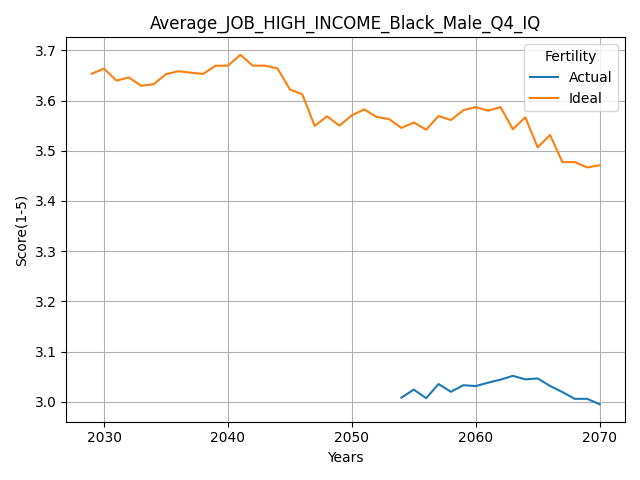 Average_JOB_HIGH_INCOME_Black_Male_Q4_IQ
Fertility
Actual
Ideal
Score(1-5)
3.7
3.6
3.5
3.4
3.3
3.2
3.1
3.0
2030 2040 2050 2060 2070
Years